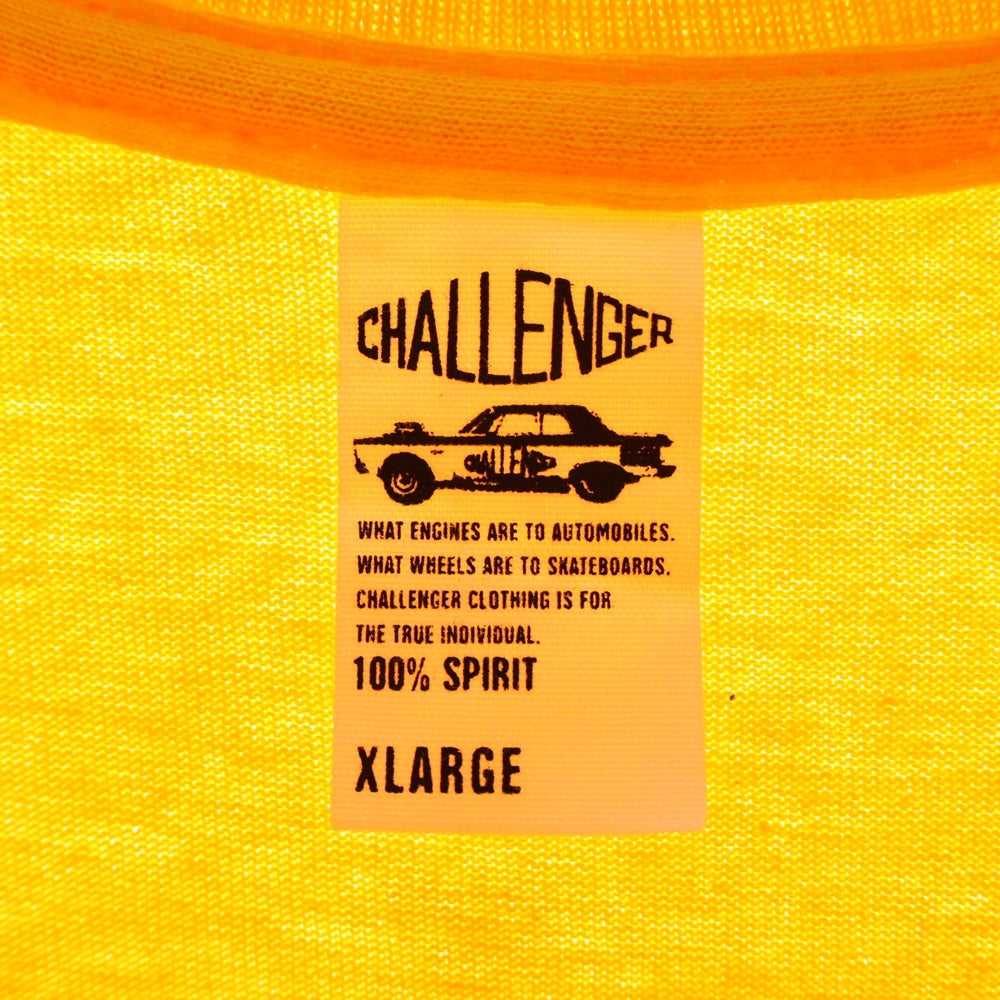 CHALLENGER
CHALLENGER
WHAT ENGINES ARE TO AUTOMOBILES.
WHAT WHEELS ARE TO SKATEBOARDS.
CHALLENGER CLOTHING IS FOR
THE TRUE INDIVIDUAL.
100% SPIRIT
XLARGE